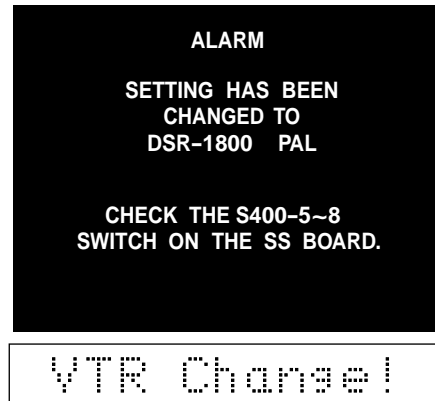 ALARM
SETTING HAS BEEN
CHANGED TO
DSR-1800 PAL
CHECK THE S400-5~8
SWITCH ON THE SS BOARD.
VTR Change!